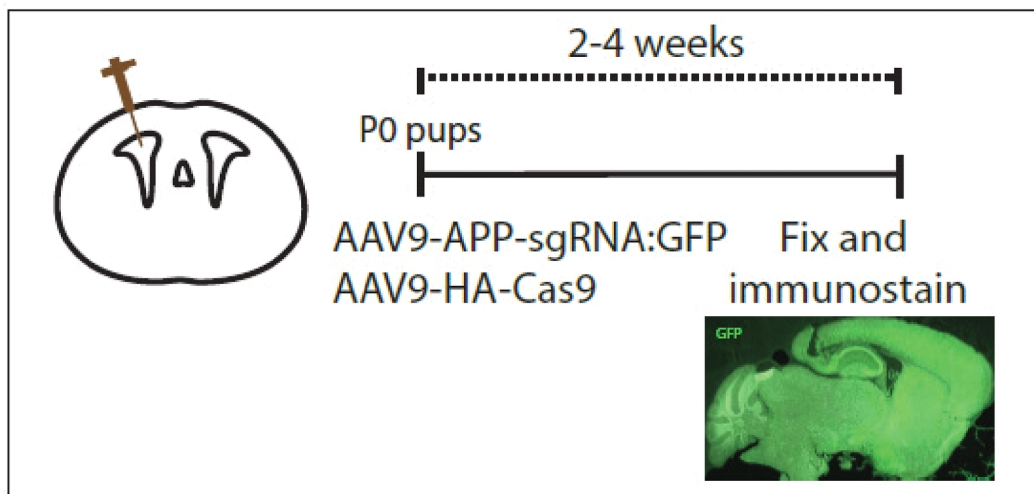 2-4 weeks
P0 pups
AAV9-APP-sgRNA:GFP
AAV9-HA-Cas9
Fix and
immunostain
GFP